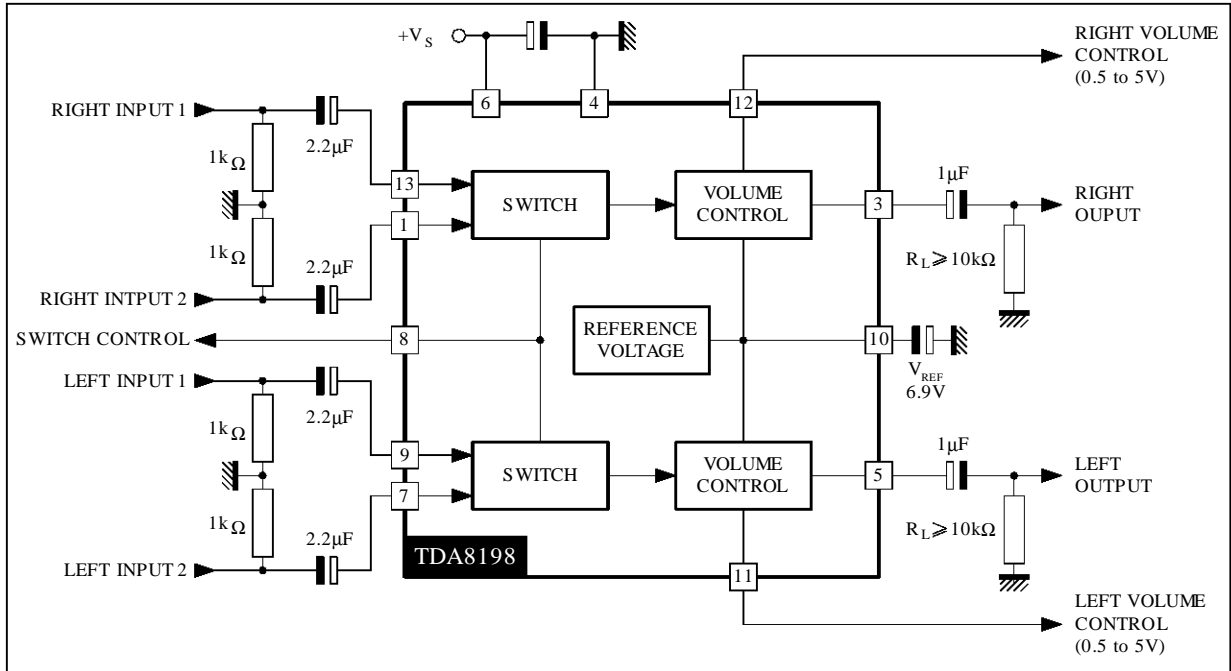 +V S
RIGHT VOLUME
CONTROL
(0.5 to 5V)
6
4
12
RIGHT INPUT 1
2.2µF
1kΩ
13
SWITCH
VOLUME
CONTROL
3
1µF
RIGHT
OUPUT
1
1kΩ
2.2µF
R L ⩾ 10kΩ
RIGHT INTPUT 2
SWITCH CONTROL
8
REFERENCE
VOLTAGE
10
V REF
6.9V
LEFT INPUT 1
2.2µF
1kΩ
9
SWITCH
VOLUME
CONTROL
5
1µF
LEFT
OUTPUT
7
1kΩ
2.2µF
R L ⩾ 10kΩ
LEFT INPUT 2
TDA8198
11
LEFT VOLUME
CONTROL
(0.5 to 5V)